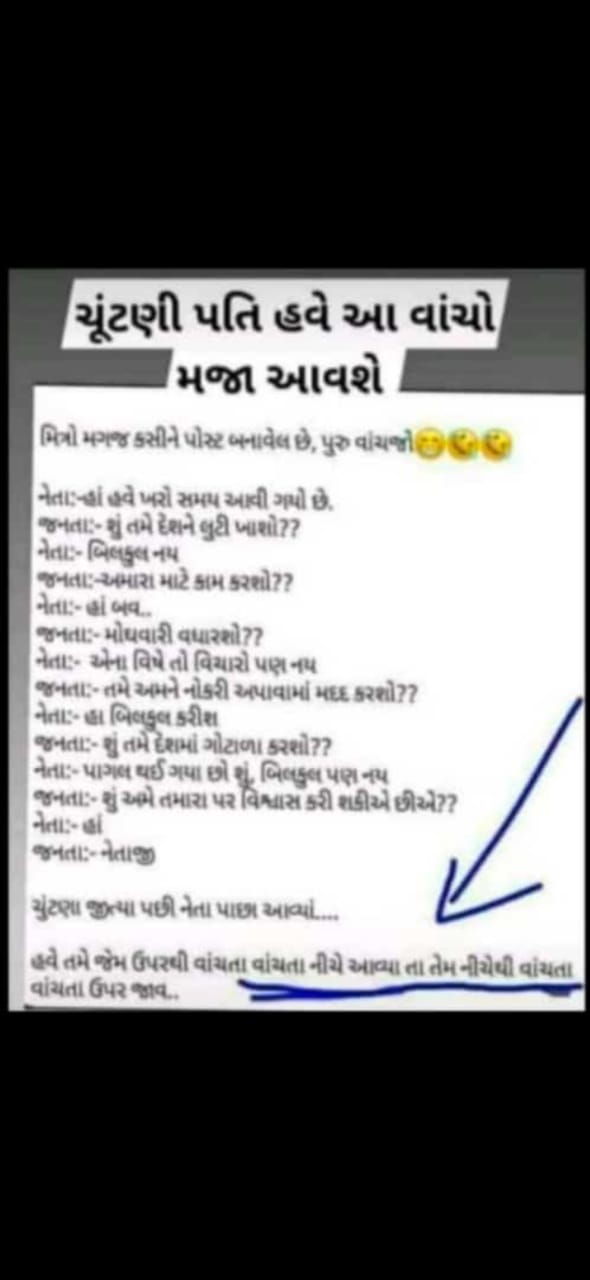 ચૂંટણી પતિ હવે આ વાંચો
મજા આવશે
મિત્રો મગજ કસીને પોસ્ટ બનાવેલ છે, પુરુ વાંચજો😁🤣🤣
નેતા:-હાં હવે ખરો સમય આવી ગયો છે.
જનતા:- શું તમે દેશને લુટી ખાશો??
નેતા:- બિલકુલ નય
જનતા:-અમારા માટે કામ કરશો??
નેતા:- હાં બવ..
જનતા:- મોઘવારી વધારશો??
નેતા:- એના વિષે તો વિચારો પણ નય
જનતા:- તમે અમને નોકરી અપાવામાં મદદ કરશો??
નેતા:- હા બિલકુલ કરીશ
જનતા:- શું તમે દેશમાં ગોટાળા કરશો??
નેતા:- પાગલ થઈ ગયા છો શું, બિલકુલ પણ નય
જનતા:- શું અમે તમારા પર વિશ્વાસ કરી શકીએ છીએ??
નેતા:- હાં
જનતા:- નેતાજી
ચુંટણા જીત્યા પછી નેતા પાછા આવ્યાં....
હવે તમે જેમ ઉપરથી વાંચતા વાંચતા નીચે આવ્યા તા તેમ નીચેથી વાંચતા
વાંચતા ઉપર જાવ..